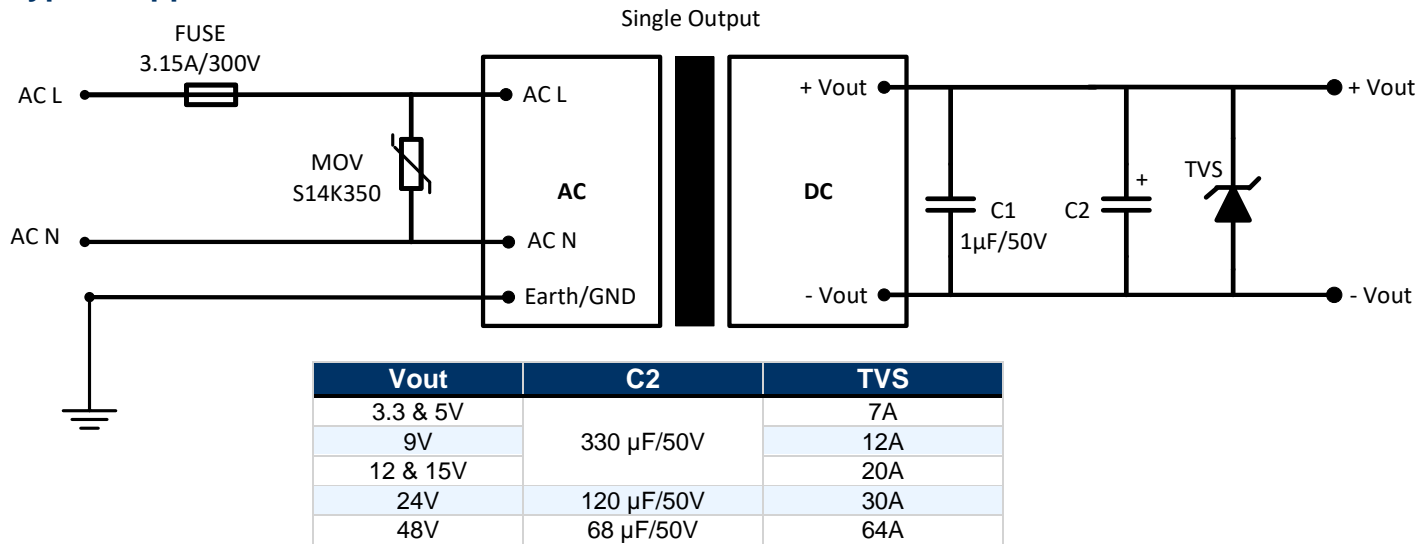 Single Output
FUSE
3.15A/300V
AC L
AC L
MOV
S14K350
AC
AC N
AC N
Earth/GND
+ Vout
DC
- Vout
C1
1µF/50V
C2
+
TVS
+ Vout
- Vout
Vout C2 TVS
3.3 & 5V 330 µF/50V 7A
9V 12A
12 & 15V 20A
24V 120 µF/50V 30A
48V 68 µF/50V 64A